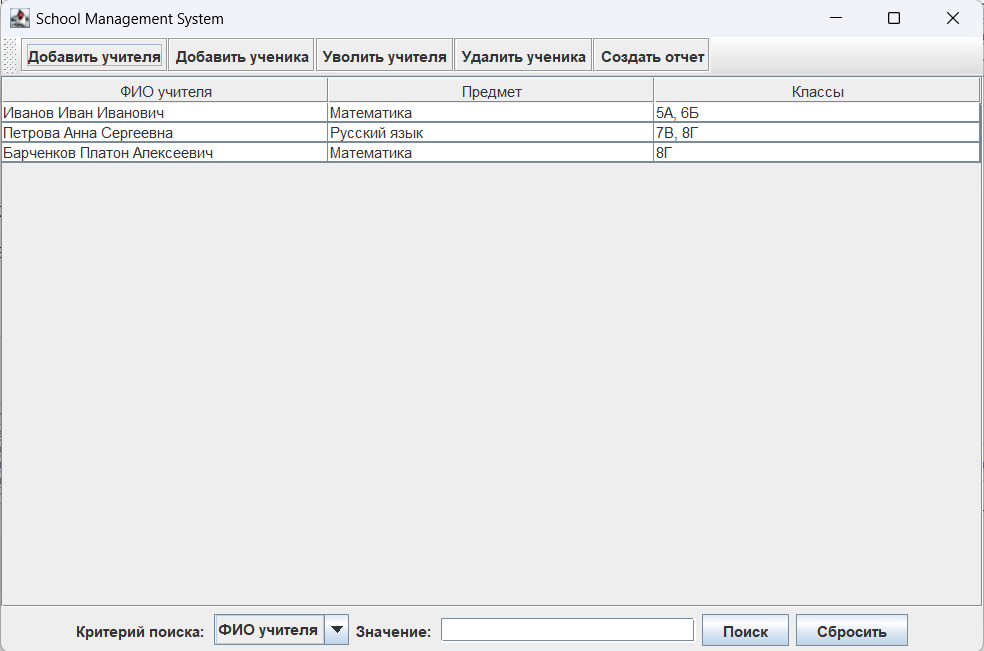 School Management System
Добавить учителя Добавить ученика Уволить учителя Удалить ученика Создать отчет
ФИО учителя Предмет Классы
Иванов Иван Иванович Математика 5А, 6Б
Петрова Анна Сергеевна Русский язык 7В, 8Г
Барченков Платон Алексеевич Математика 8Г
Критерий поиска: ФИО учителя Значение: Поиск Сбросить